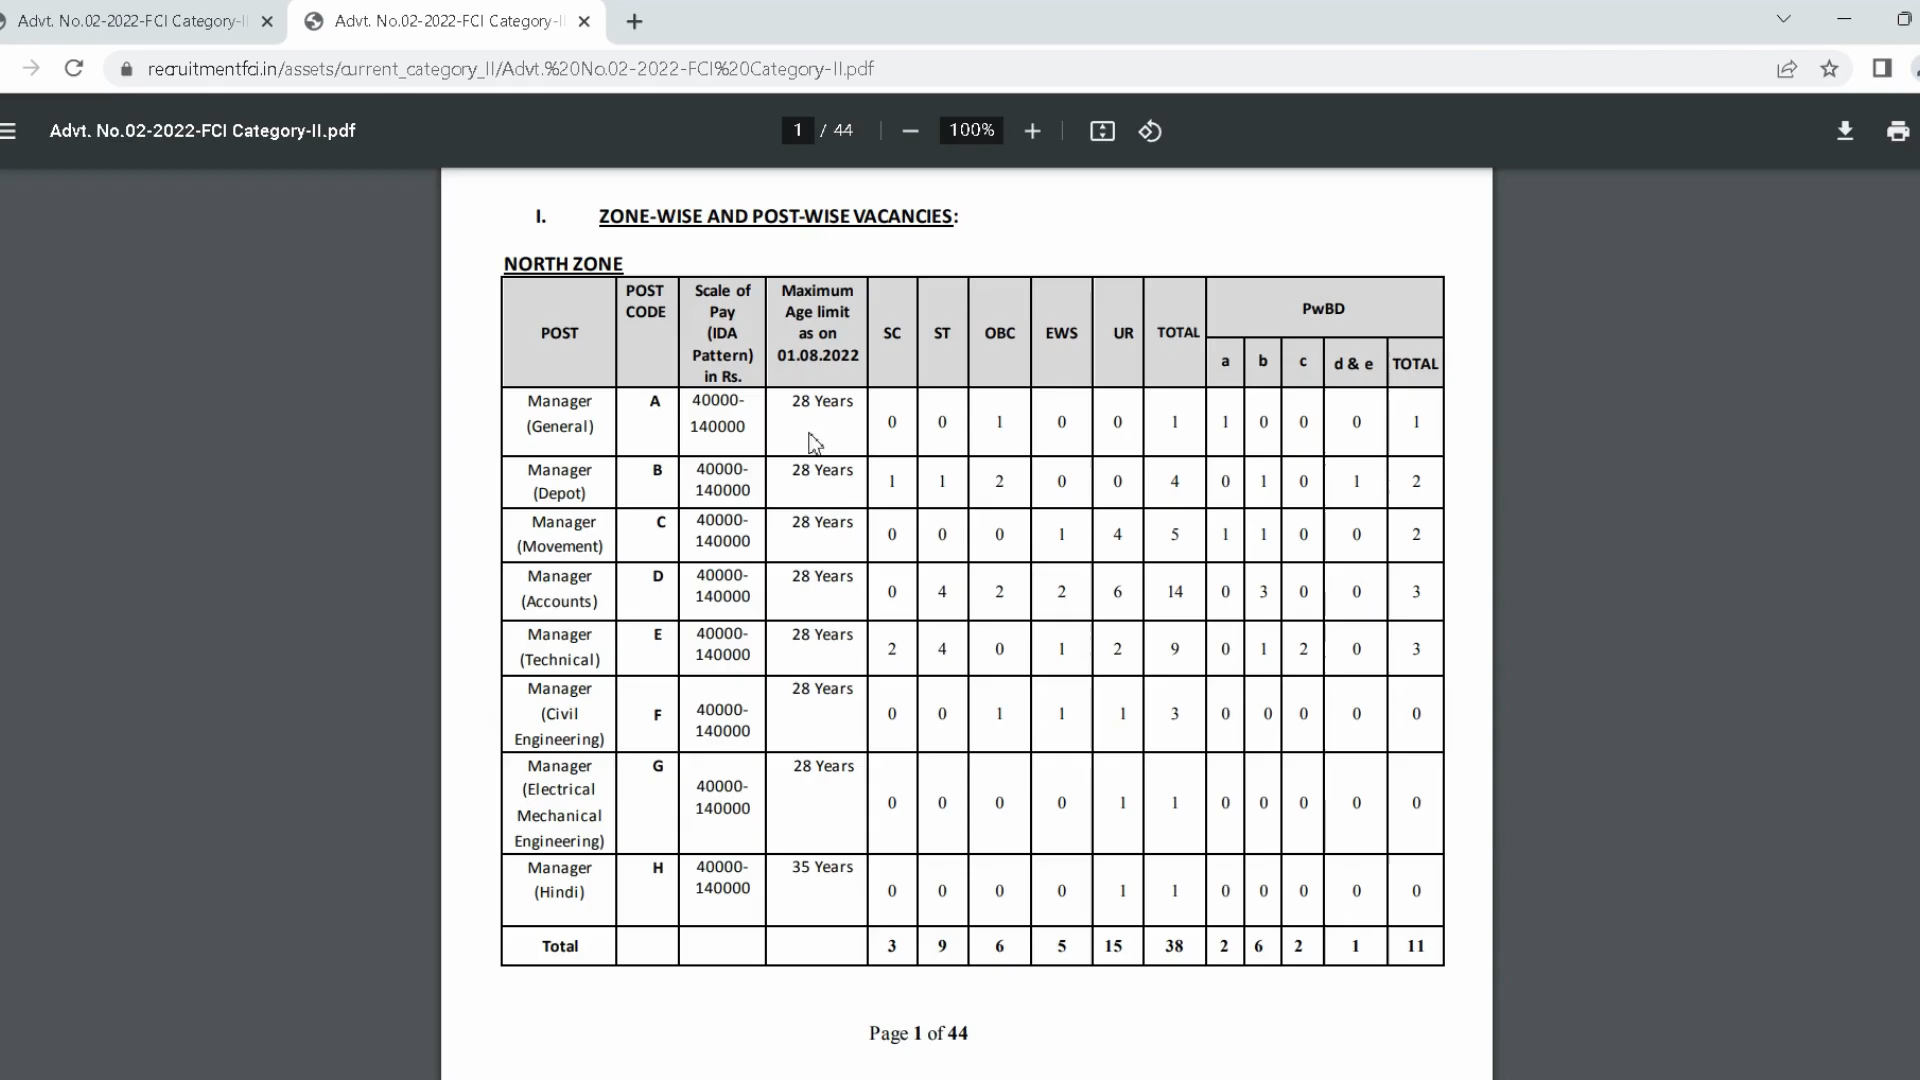 Advt. No.02-2022-FCI Category-II
Advt. No.02-2022-FCI Category-II
recruitmentfci.in/assets/current_category_II/Advt.%20No.02-2022-FCI%20Category-II.pdf
Advt. No.02-2022-FCI Category-II.pdf 1 / 44 100%
I. ZONE-WISE AND POST-WISE VACANCIES:
NORTH ZONE
POST POST CODE Scale of Pay (IDA Pattern) in Rs. Maximum Age limit as on 01.08.2022 SC ST OBC EWS UR TOTAL PwBD
a b c d & e TOTAL
Manager (General) A 40000-140000 28 Years 0 0 1 0 0 1 1 0 0 0 1
Manager (Depot) B 40000-140000 28 Years 1 1 2 0 0 4 0 1 0 1 2
Manager (Movement) C 40000-140000 28 Years 0 0 0 1 4 5 1 1 0 0 2
Manager (Accounts) D 40000-140000 28 Years 0 4 2 2 6 14 0 3 0 0 3
Manager (Technical) E 40000-140000 28 Years 2 4 0 1 2 9 0 1 2 0 3
Manager (Civil Engineering) F 40000-140000 28 Years 0 0 1 1 1 3 0 0 0 0 0
Manager (Electrical Mechanical Engineering) G 40000-140000 28 Years 0 0 0 0 1 1 0 0 0 0 0
Manager (Hindi) H 40000-140000 35 Years 0 0 0 0 1 1 0 0 0 0 0
Total 3 9 6 5 15 38 2 6 2 1 11
Page 1 of 44